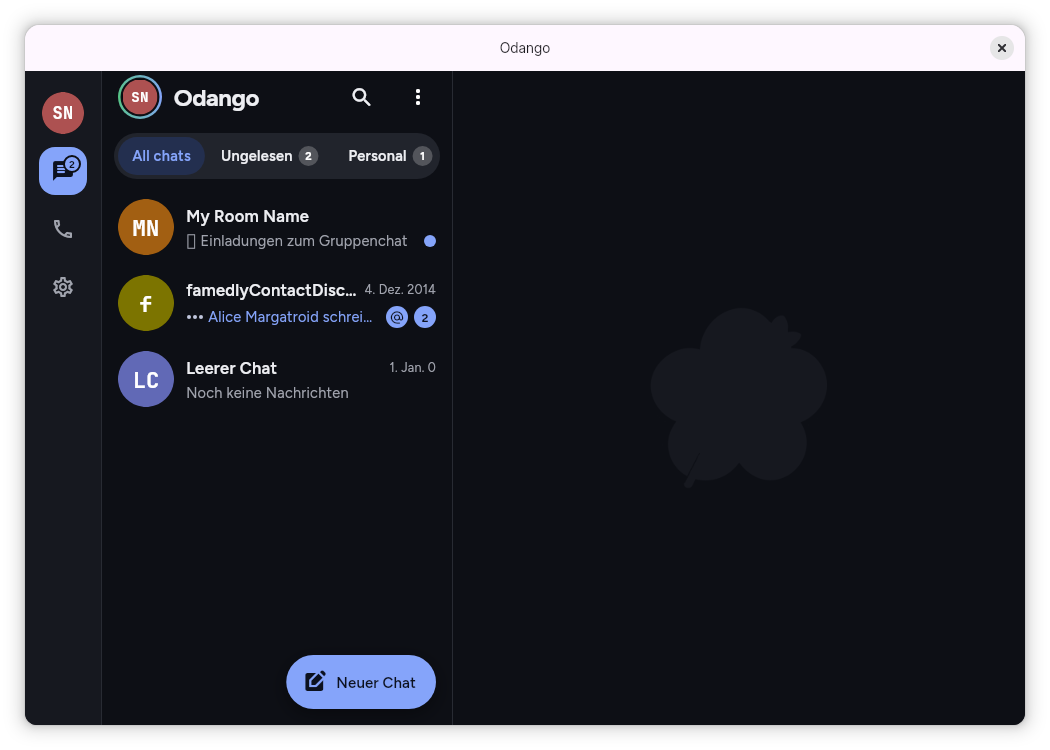 Odango
SN
2
SN
Odango
All chats
Ungelesen 2
Personal 1
MN
My Room Name
Einladungen zum Gruppenchat
f
famedlyContactDisc... 4. Dez. 2014
••• Alice Margatroid schrei... @ 2
LC
Leerer Chat 1. Jan. 0
Noch keine Nachrichten
Neuer Chat